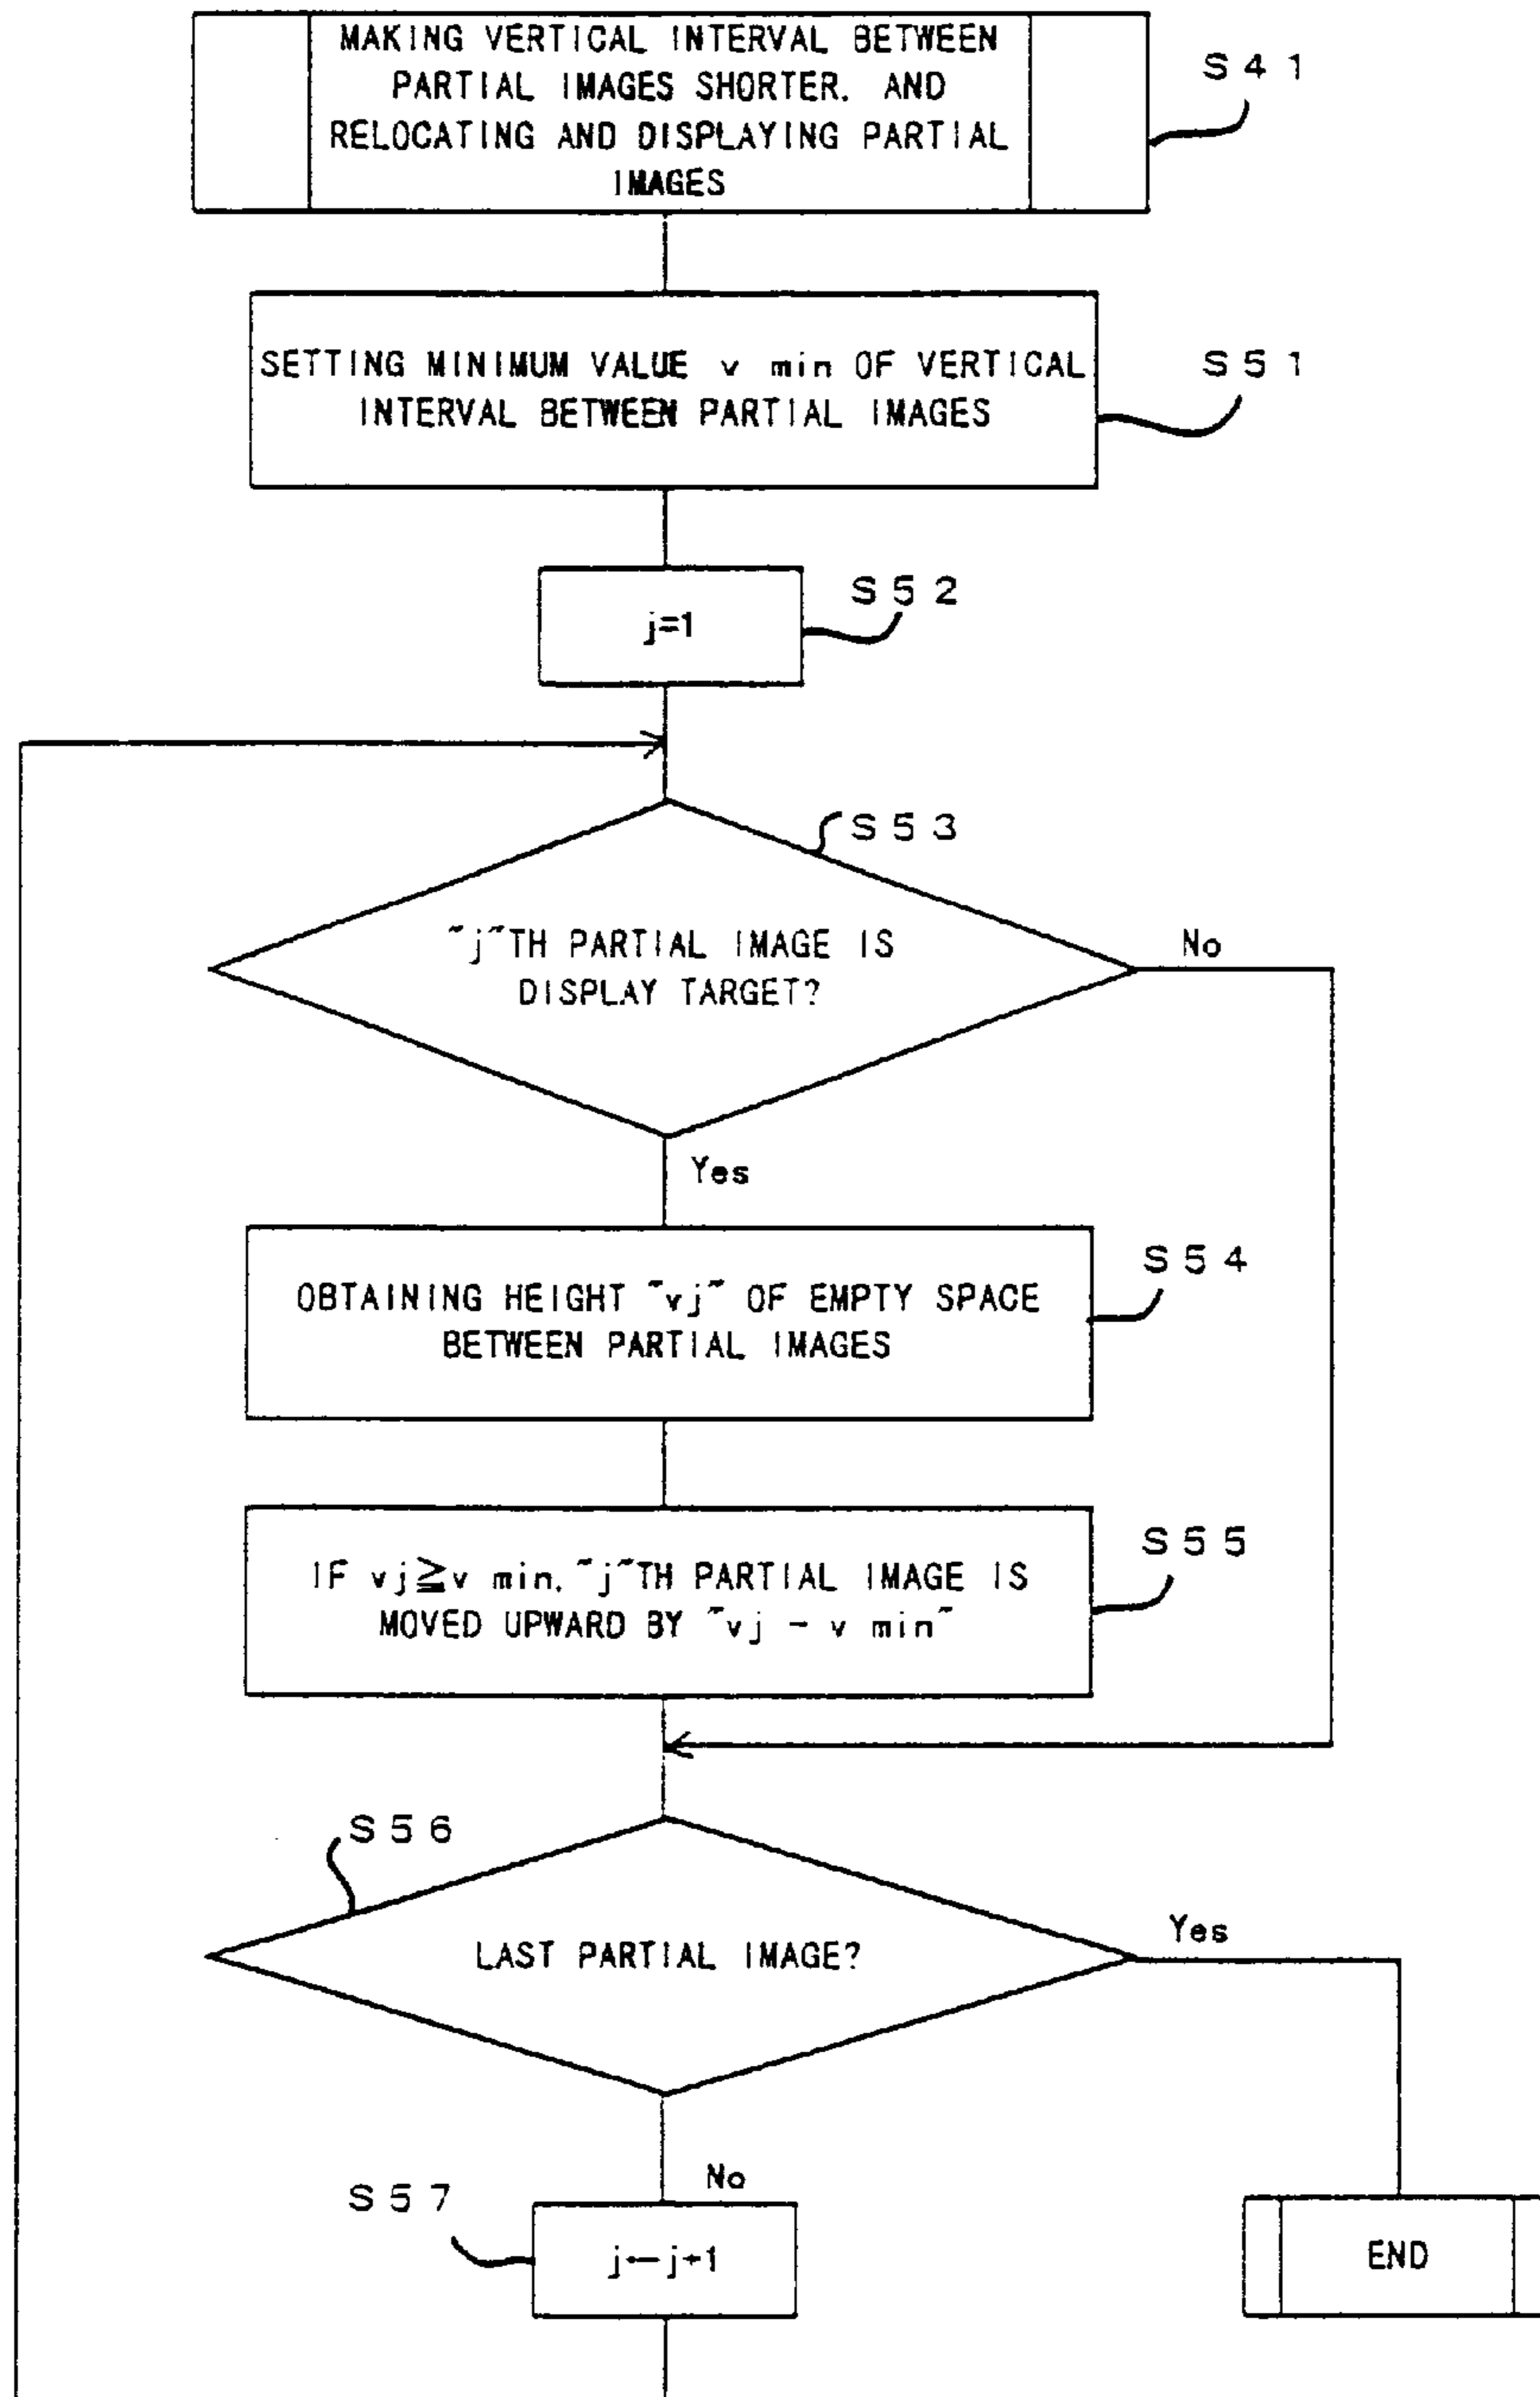 MAKING VERTICAL INTERVAL BETWEEN
PARTIAL IMAGES SHORTER, AND
RELOCATING AND DISPLAYING PARTIAL
IMAGES
S41
SETTING MINIMUM VALUE v min OF VERTICAL
INTERVAL BETWEEN PARTIAL IMAGES
S51
j=1
S52
S53
"j"TH PARTIAL IMAGE IS
DISPLAY TARGET?
No
Yes
OBTAINING HEIGHT "vj" OF EMPTY SPACE
BETWEEN PARTIAL IMAGES
S54
IF vj≧v min, "j"TH PARTIAL IMAGE IS
MOVED UPWARD BY "vj - v min"
S55
S56
LAST PARTIAL IMAGE?
Yes
No
S57
j←j+1
END